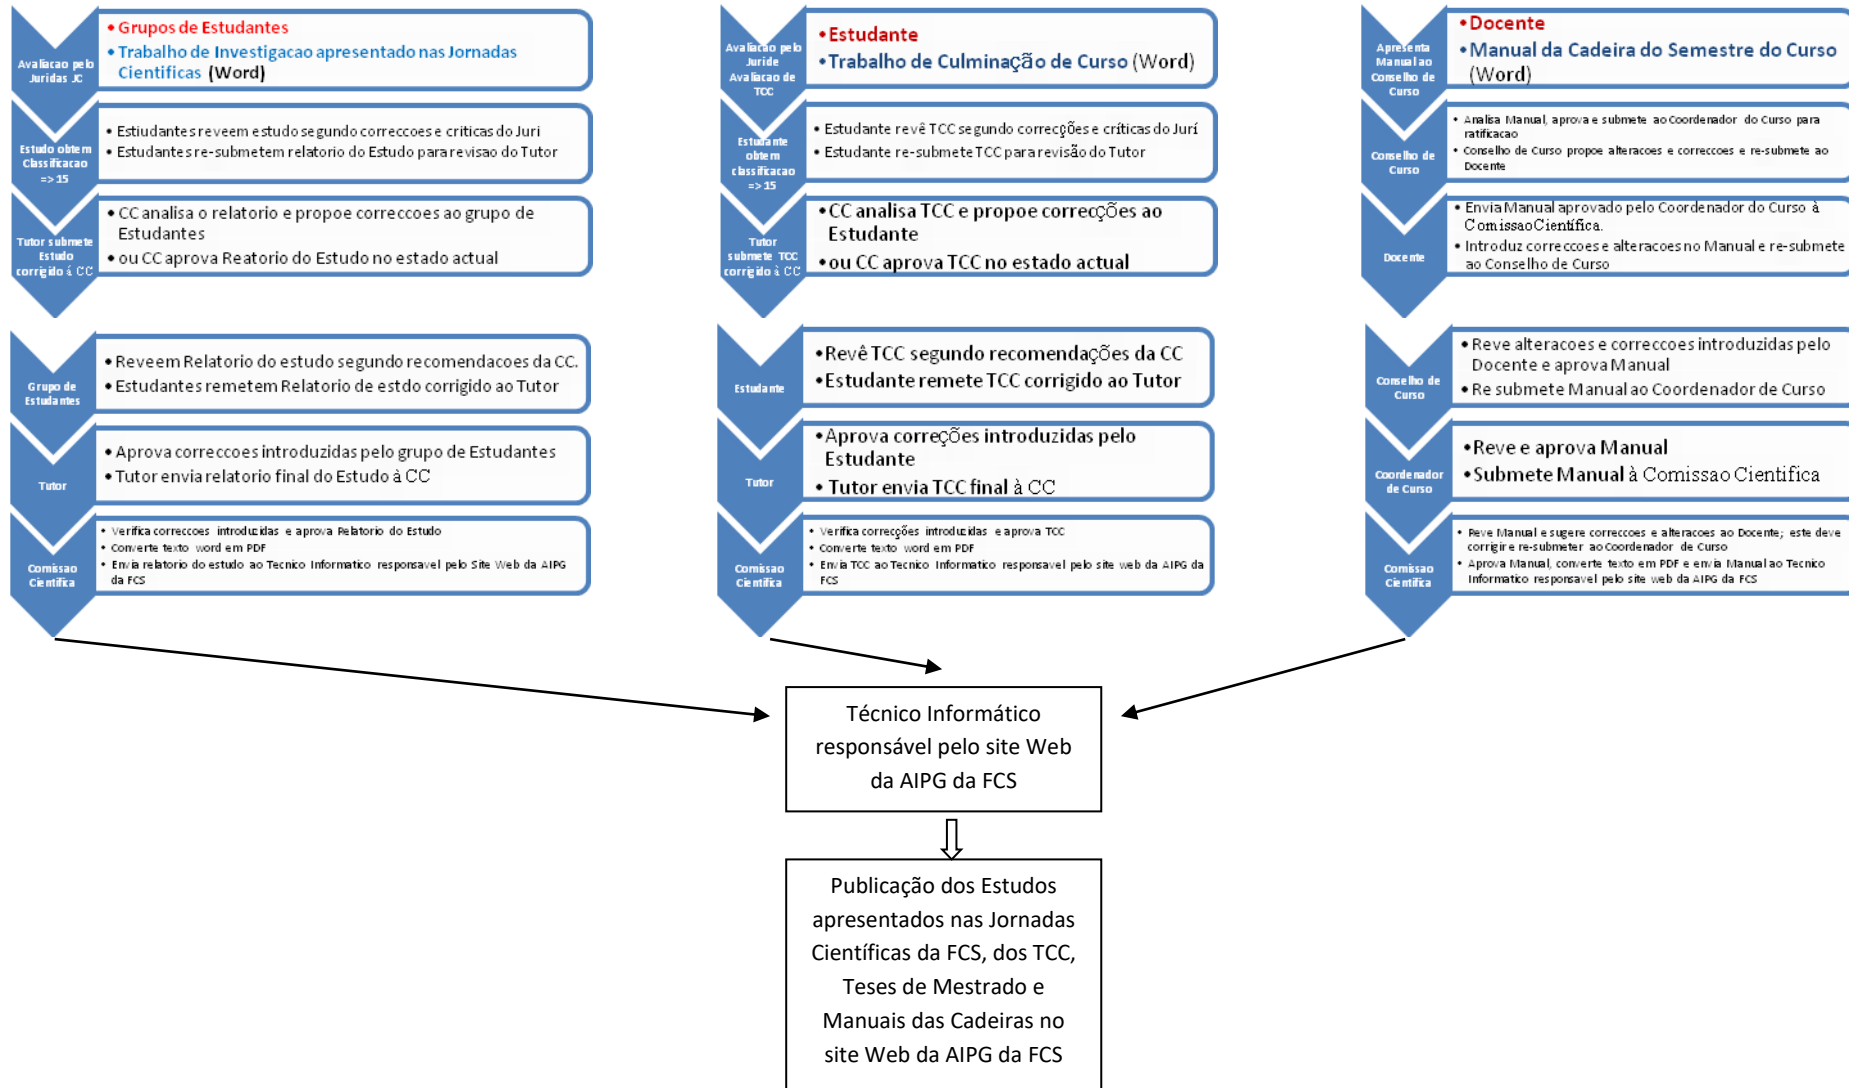 Avaliacao pelo
Juridas JC
• Grupos de Estudantes
• Trabalho de Investigacao apresentado nas Jornadas
Cientificas (Word)
Estudo obtem
Classificacao
=> 15
• Estiudantes reveem estudo segundo correccoes e criticas do Juri
• Estudantes re-submetem relatorio do Estudo para revisao do Tutor
Tutor submete
Estudo
corrigido á CC
• CC analisa o relatorio e propoe correccoes ao grupo de
Estudantes
• ou CC aprova Reatorio do Estudo no estado actual
Grupo de
Estudantes
• Reveem Relatorio do estudo segundo recomendacoes da CC.
• Estudantes remetem Relatorio de estdo corrigido ao Tutor
Tutor
• Aprova correccoes introduzidas pelo grupo de Estudantes
• Tutor envia relatorio final do Estudo à CC
Comissao
Cientifica
• Verifica correccoes introduzidas e aprova Relatorio do Estudo
• Converte texto word em PDF
• Envia relatorio do estudo ao Tecnico Informatico responsavel pelo Site Web da AIPG
da FCS
Avaliacao pelo
Juri de
Avaliacao de
TCC
• Estudante
• Trabalho de Culminação de Curso (Word)
Estudante
obtem
classificacao
=> 15
• Estudante revê TCC segundo correcções e críticas do Jurí
• Estudante re-submete TCC para revisão do Tutor
Tutor
submete TCC
corrigido à CC
• CC analisa TCC e propoe correcções ao
Estudante
• ou CC aprova TCC no estado actual
Estudante
• Revê TCC segundo recomendações da CC
• Estudante remete TCC corrigido ao Tutor
Tutor
• Aprova correções introduzidas pelo
Estudante
• Tutor envia TCC final à CC
Comissao
Cientifica
• Verifica correcções introduzidas e aprova TCC
• Converte texto word em PDF
• Envia TCC ao Tecnico Informatico responsavel pelo site web da AIPG da
FCS
Apresenta
Manual ao
Conselho de
Curso
• Docente
• Manual da Cadeira do Semestre do Curso
(Word)
Conselho de
Curso
• Analisa Manual, aprova e submete ao Coordenador do Curso para
ratificacao
• Conselho de Curso propoe alteracoes e correccoes e re-submete ao
Docente
Docente
• Envia Manual aprovado pelo Coordenador do Curso à
Comissao Científica.
• Introduz correccoes e alteracoes no Manual e re-submete
ao Conselho de Curso
Conselho de
Curso
• Reve alteracoes e correccoes introduzidas pelo
Docente e aprova Manual
• Re submete Manual ao Coordenador de Curso
Coordenador
de Curso
• Reve e aprova Manual
• Submete Manual à Comissao Cientifica
Comissao
Cientifica
• Reve Manual e sugere correccoes e alteracoes ao Docente; este deve
corrigir e re-submeter ao Coordenador de Curso
• Aprova Manual, converte texto em PDF e envia Manual ao Tecnico
Informatico responsavel pelo site web da AIPG da FCS
Técnico Informático
responsável pelo site Web
da AIPG da FCS
Publicação dos Estudos
apresentados nas Jornadas
Científicas da FCS, dos TCC,
Teses de Mestrado e
Manuais das Cadeiras no
site Web da AIPG da FCS